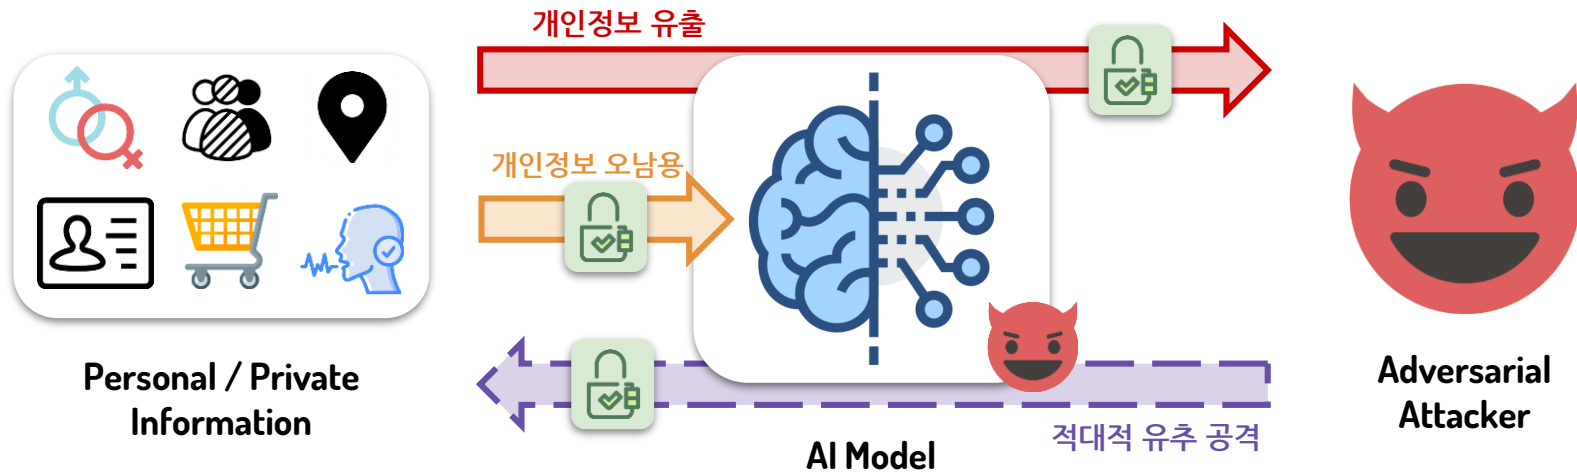 개인정보 유출
개인정보 오남용
Personal / Private
Information
AI Model
적대적 유추 공격
Adversarial
Attacker